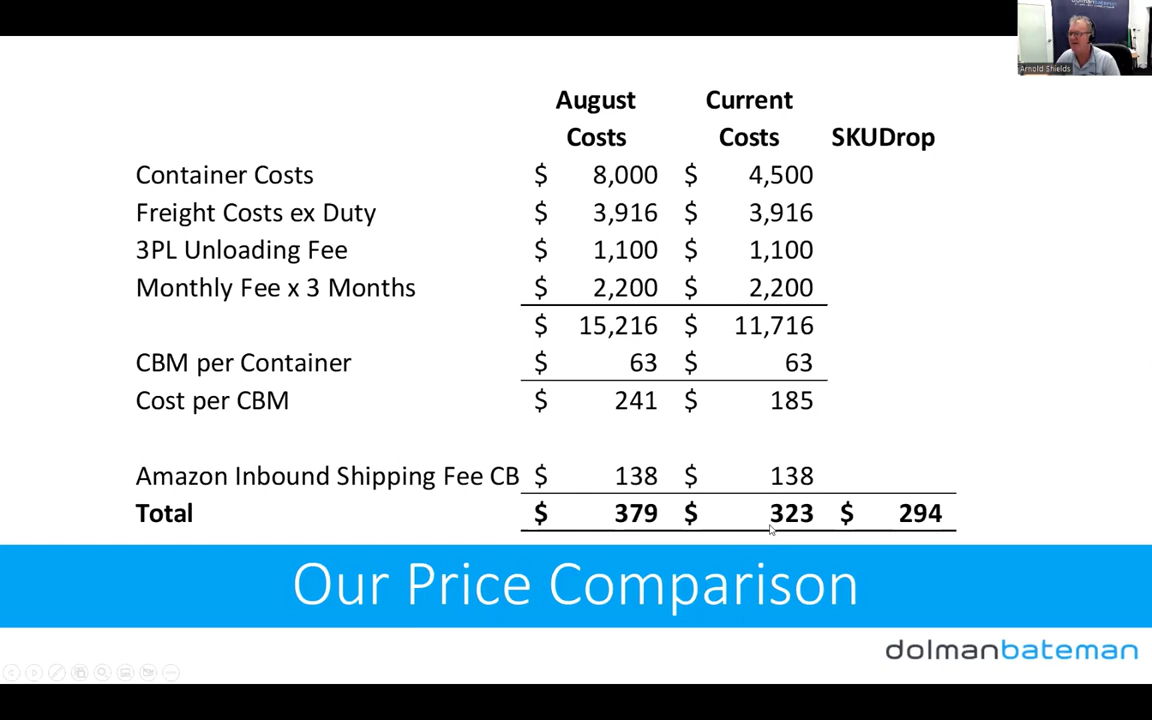 dolmanbateman
Arnold Shields
August Current
Costs Costs SKUDrop
Container Costs $ 8,000 $ 4,500
Freight Costs ex Duty $ 3,916 $ 3,916
3PL Unloading Fee $ 1,100 $ 1,100
Monthly Fee x 3 Months $ 2,200 $ 2,200
$ 15,216 $ 11,716
CBM per Container $ 63 $ 63
Cost per CBM $ 241 $ 185
Amazon Inbound Shipping Fee CB $ 138 $ 138
Total $ 379 $ 323 $ 294
Our Price Comparison
dolmanbateman